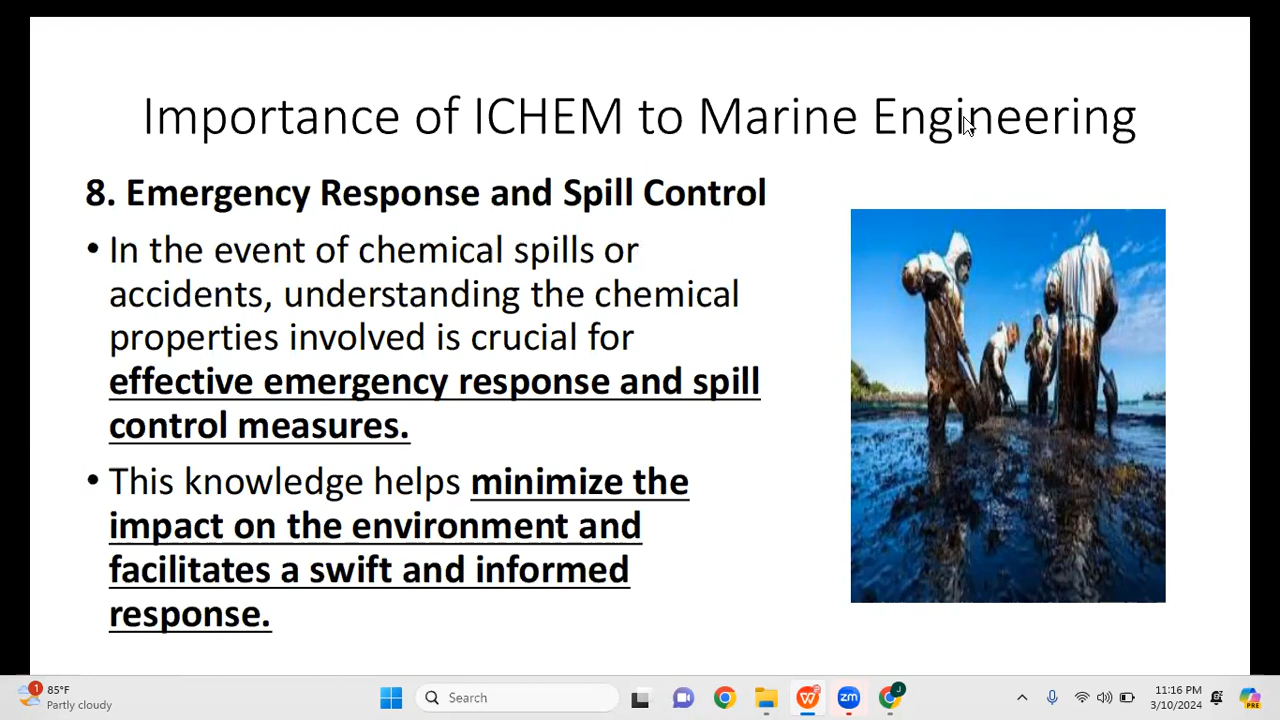 Importance of ICHEM to Marine Engineering
8. Emergency Response and Spill Control
• In the event of chemical spills or
accidents, understanding the chemical
properties involved is crucial for
effective emergency response and spill
control measures.
• This knowledge helps minimize the
impact on the environment and
facilitates a swift and informed
response.
1
85°F
Partly cloudy
Search
W
zm
J
11:16 PM
3/10/2024
PRE